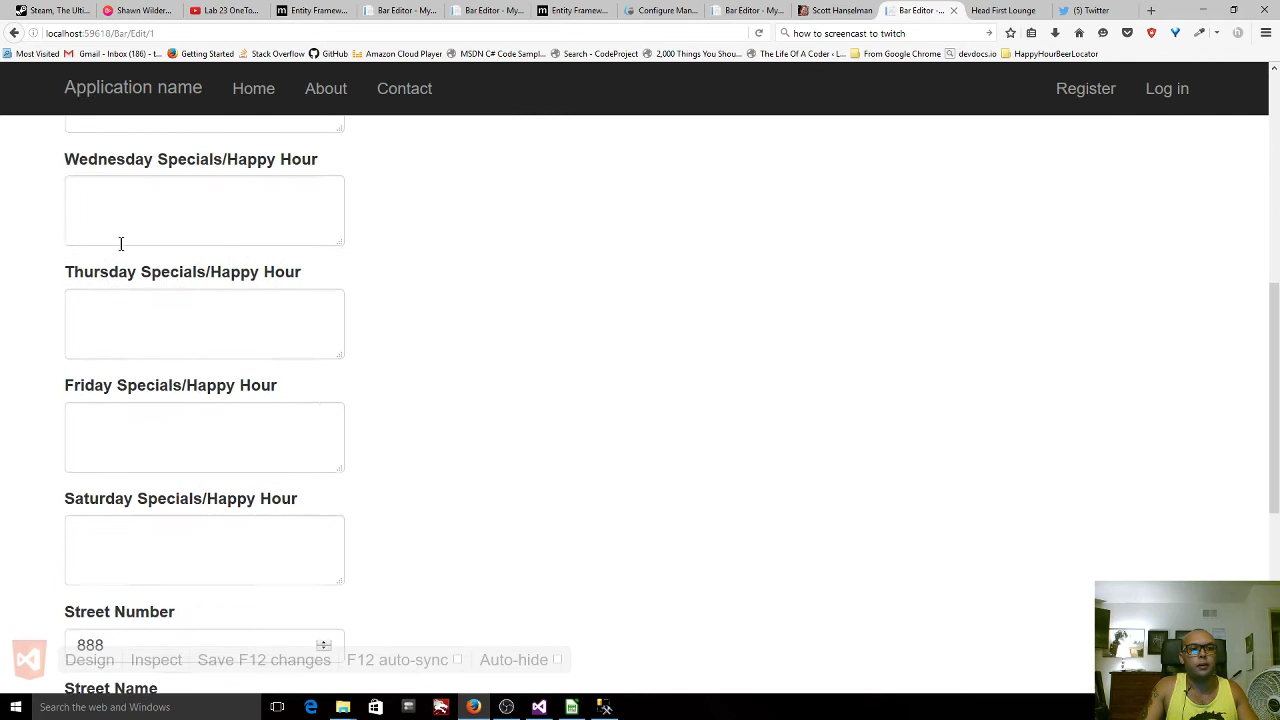 Steam, The Ulti...
Shawn Wilder...
Lab 23 OneTo...
Entity Framew...
Bar Editor - My...
Bar Editor - My...
Entity Framew...
Configure Man...
Bar Editor - My...
Scott Hanselman
Bar Editor -...
Head First Lounge
(5) Twitter
localhost:59618/Bar/Edit/1
how to screencast to twitch
Most Visited
Gmail - Inbox (186) - t...
Getting Started
Stack Overflow
GitHub
Amazon Cloud Player
MSDN C# Code Sampl...
Search - CodeProject
2,000 Things You Shou...
The Life Of A Coder - L...
From Google Chrome
devdocs.io
HappyHourBeerLocator
Application name
Home
About
Contact
Register
Log in
Wednesday Specials/Happy Hour
Thursday Specials/Happy Hour
Friday Specials/Happy Hour
Saturday Specials/Happy Hour
Street Number
888
Design
Inspect
Save F12 changes
F12 auto-sync
Auto-hide
Street Name
Search the web and Windows